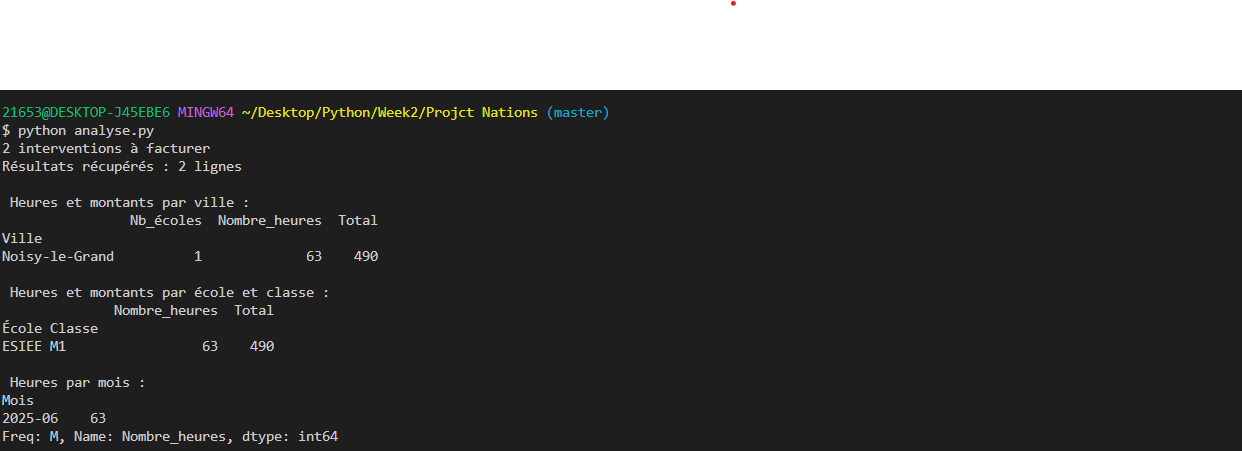 21653@DESKTOP-J45EBE6 MINGW64 ~/Desktop/Python/Week2/Projct Nations (master)
$ python analyse.py
2 interventions à facturer
Résultats récupérés : 2 lignes
Heures et montants par ville :
Nb_écoles Nombre_heures Total
Ville
Noisy-le-Grand 1 63 490
Heures et montants par école et classe :
Nombre_heures Total
École Classe
ESIEE M1 63 490
Heures par mois :
Mois
2025-06 63
Freq: M, Name: Nombre_heures, dtype: int64